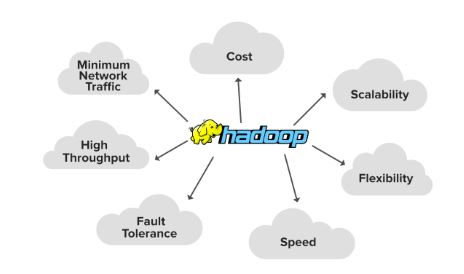 Cost
Minimum
Network
Traffic
Scalability
hadoop
High
Throughput
Flexibility
Fault
Tolerance
Speed